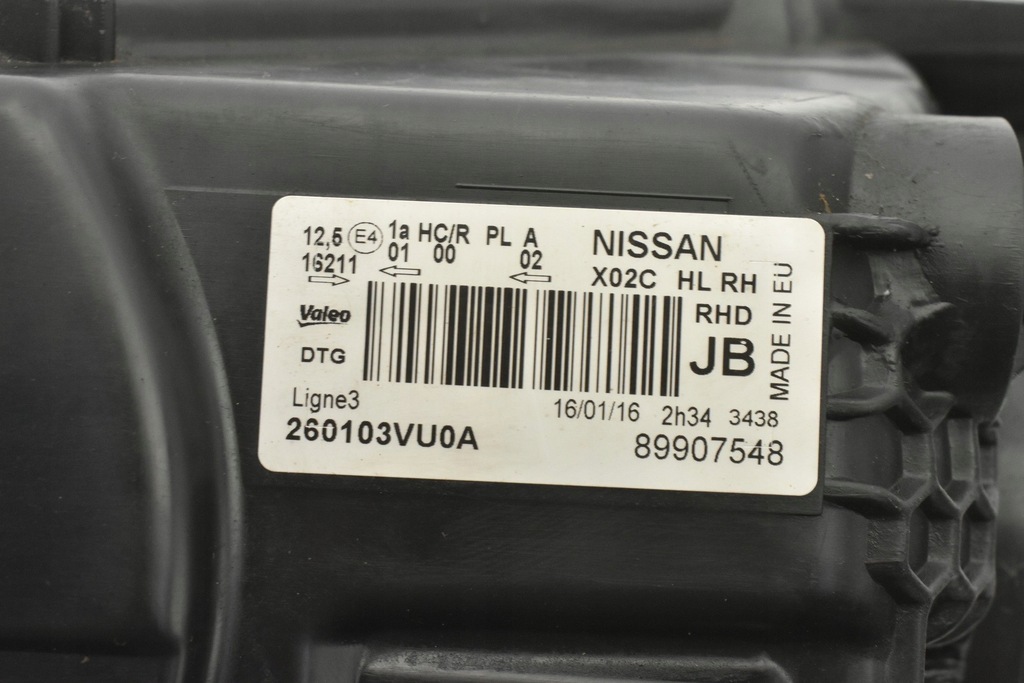 12,5 E4 1a HC/R PL A NISSAN
16211 01 00 02 X02C HL RH
Valeo RHD
DTG JB
MADE IN EU
Ligne3 16/01/16 2h34 3438
260103VU0A 89907548